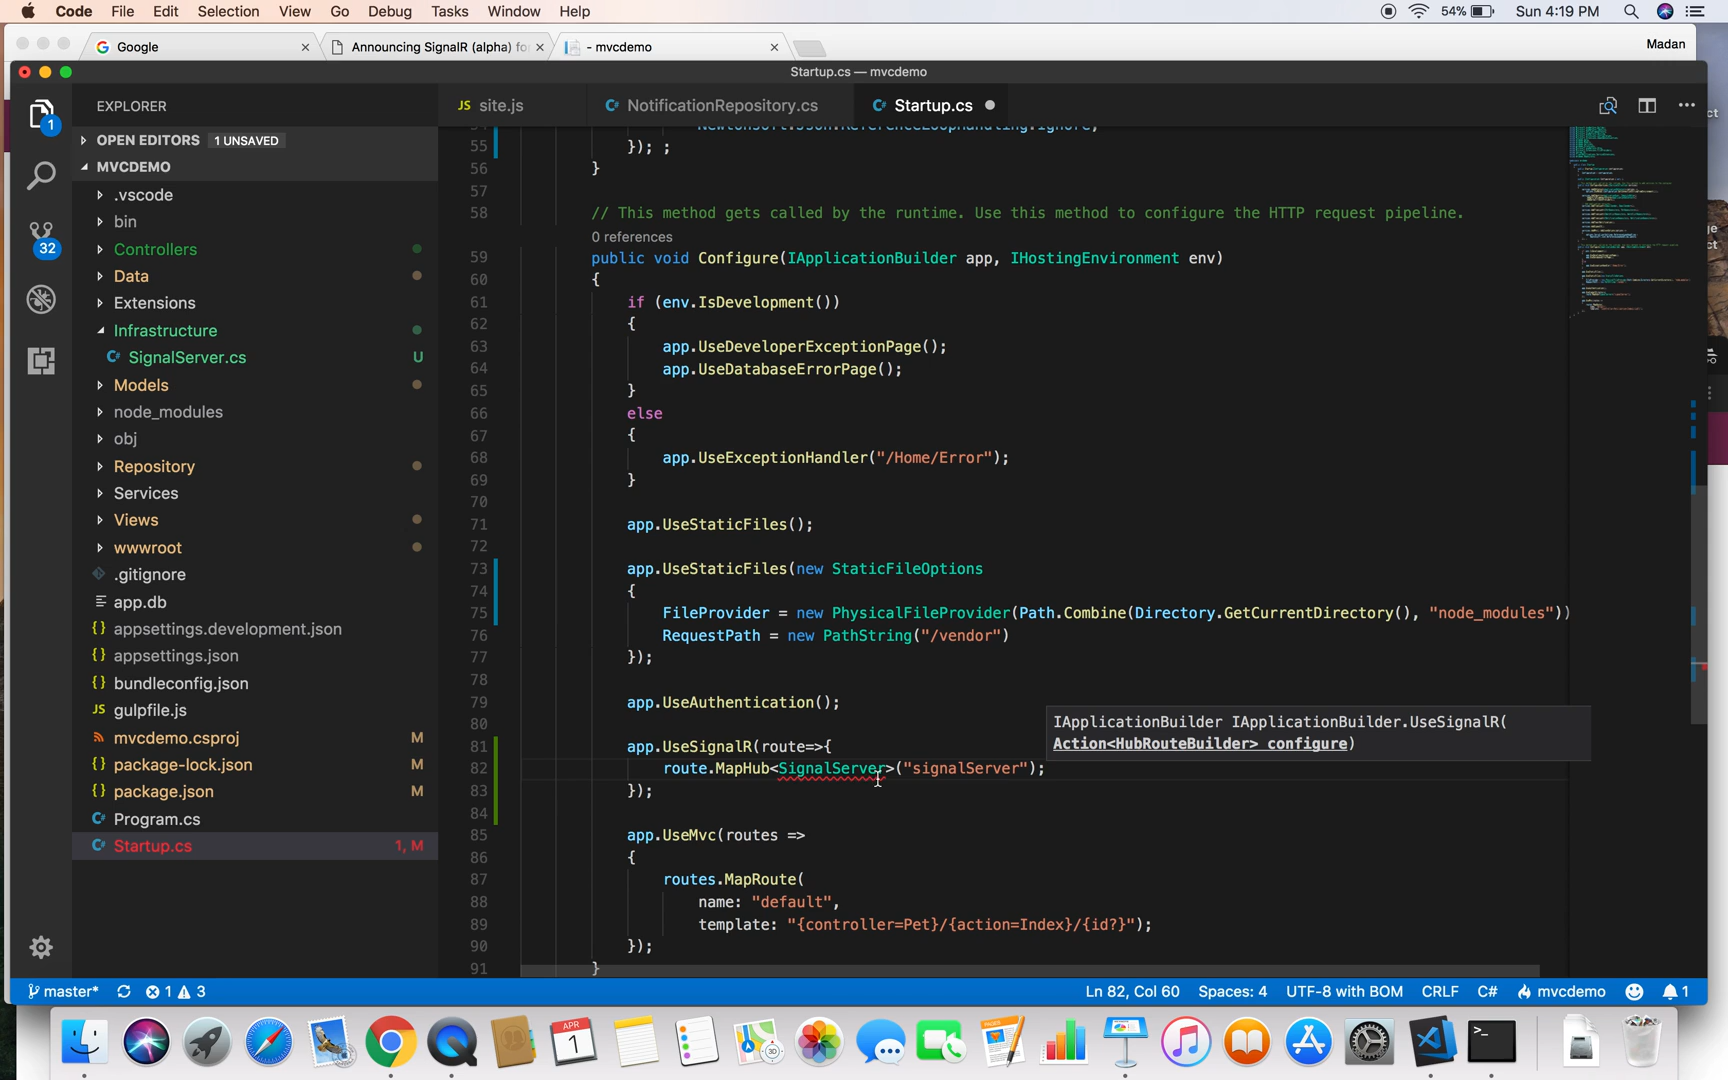 Code File Edit Selection View Go Debug Tasks Window Help 54% Sun 4:19 PM
Google Announcing SignalR (alpha) fo - mvcdemo Madan
Startup.cs — mvcdemo
EXPLORER
OPEN EDITORS 1 UNSAVED
MVCDEMO
.vscode
bin
Controllers
Data
Extensions
Infrastructure
SignalServer.cs U
Models
node_modules
obj
Repository
Services
Views
wwwroot
.gitignore
app.db
appsettings.development.json
appsettings.json
bundleconfig.json
gulpfile.js
mvcdemo.csproj M
package-lock.json M
package.json M
Program.cs
Startup.cs 1, M
1
32
JS site.js NotificationRepository.cs Startup.cs
55 }); ;
56 }
57
58 // This method gets called by the runtime. Use this method to configure the HTTP request pipeline.
0 references
59 public void Configure(IApplicationBuilder app, IHostingEnvironment env)
60 {
61 if (env.IsDevelopment())
62 {
63 app.UseDeveloperExceptionPage();
64 app.UseDatabaseErrorPage();
65 }
66 else
67 {
68 app.UseExceptionHandler("/Home/Error");
69 }
70
71 app.UseStaticFiles();
72
73 app.UseStaticFiles(new StaticFileOptions
74 {
75 FileProvider = new PhysicalFileProvider(Path.Combine(Directory.GetCurrentDirectory(), "node_modules"))
76 RequestPath = new PathString("/vendor")
77 });
78
79 app.UseAuthentication();
80
IApplicationBuilder IApplicationBuilder.UseSignalR(
Action<HubRouteBuilder> configure)
81 app.UseSignalR(route=>{
82 route.MapHub<SignalServer>("signalServer");
83 });
84
85 app.UseMvc(routes =>
86 {
87 routes.MapRoute(
88 name: "default",
89 template: "{controller=Pet}/{action=Index}/{id?}");
90 });
91 }
master* 1 3 Ln 82, Col 60 Spaces: 4 UTF-8 with BOM CRLF C# mvcdemo 1
APR
1